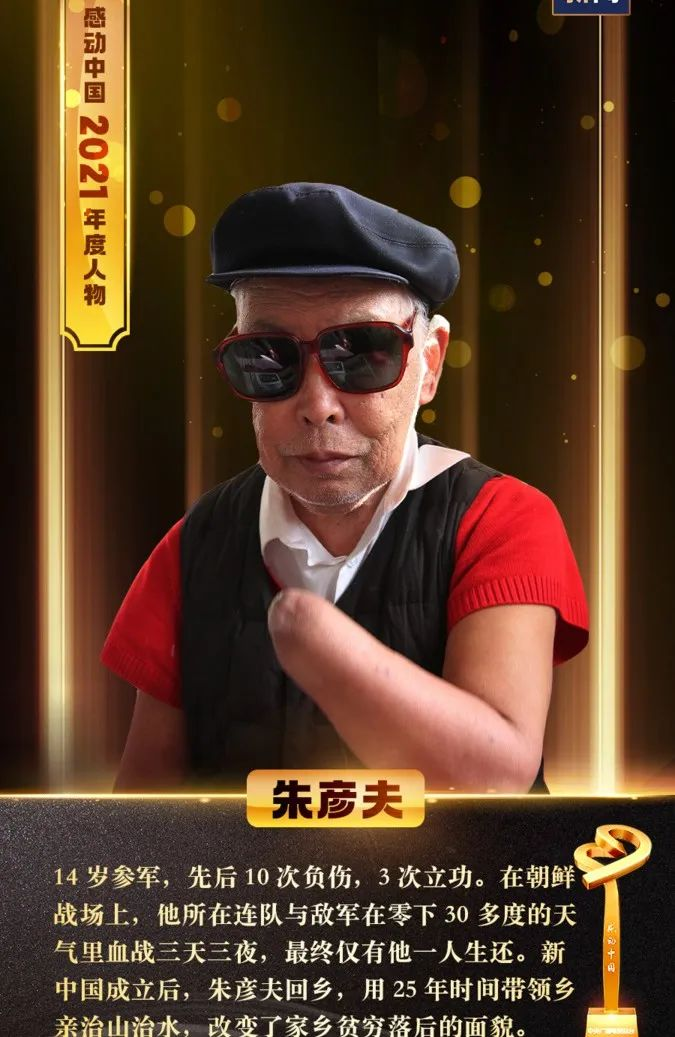 感动中国 2021 年度人物
朱彦夫
14 岁参军，先后 10 次负伤，3 次立功。在朝鲜
战场上，他所在连队与敌军在零下 30 多度的天
气里血战三天三夜，最终仅有他一人生还。新
中国成立后，朱彦夫回乡，用 25 年时间带领乡
亲治山治水，改变了家乡贫穷落后的面貌。
感动中国